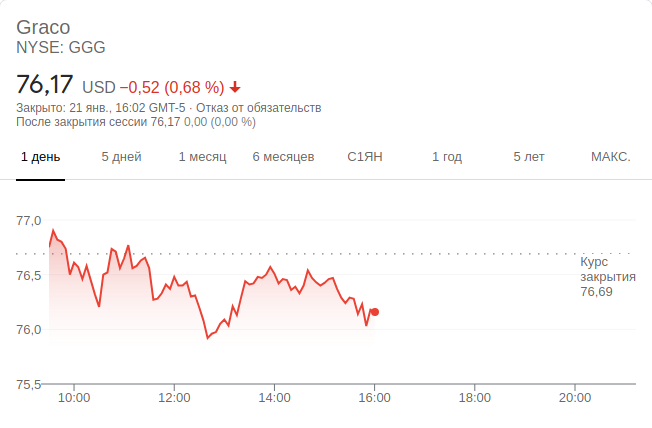 Graco
NYSE: GGG
76,17 USD −0,52 (0,68 %)
Закрыто: 21 янв., 16:02 GMT-5 · Отказ от обязательств
После закрытия сессии 76,17 0,00 (0,00 %)
1 день 5 дней 1 месяц 6 месяцев С1ЯН 1 год 5 лет МАКС.
77,0
Курс
закрытия
76,69
76,5
76,0
75,5
10:00 12:00 14:00 16:00 18:00 20:00